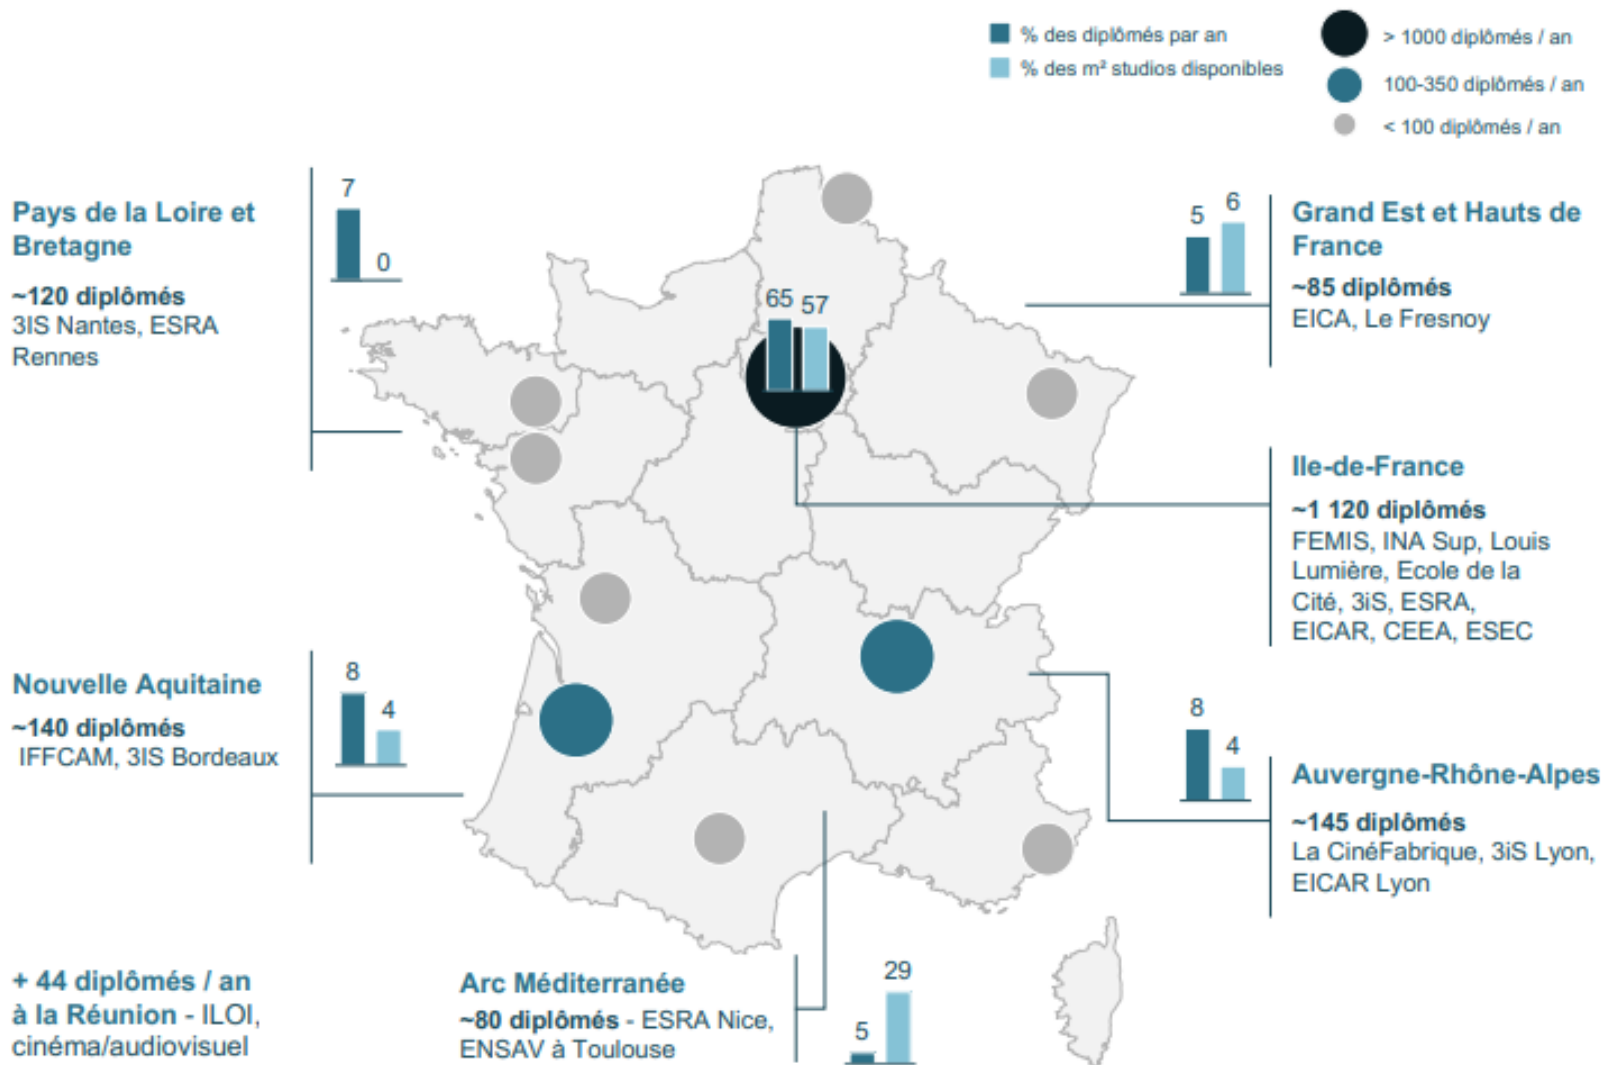 % des diplômés par an
% des m² studios disponibles
> 1000 diplômés / an
100-350 diplômés / an
< 100 diplômés / an
Pays de la Loire et
Bretagne
~120 diplômés
3IS Nantes, ESRA
Rennes
7
0
65
57
5
6
Grand Est et Hauts de
France
~85 diplômés
EICA, Le Fresnoy
Ile-de-France
~1 120 diplômés
FEMIS, INA Sup, Louis
Lumière, Ecole de la
Cité, 3iS, ESRA,
EICAR, CEEA, ESEC
Nouvelle Aquitaine
~140 diplômés
IFFCAM, 3IS Bordeaux
8
4
8
4
Auvergne-Rhône-Alpes
~145 diplômés
La CinéFabrique, 3iS Lyon,
EICAR Lyon
+ 44 diplômés / an
à la Réunion - ILOI,
cinéma/audiovisuel
Arc Méditerranée
~80 diplômés - ESRA Nice,
ENSAV à Toulouse
5
29